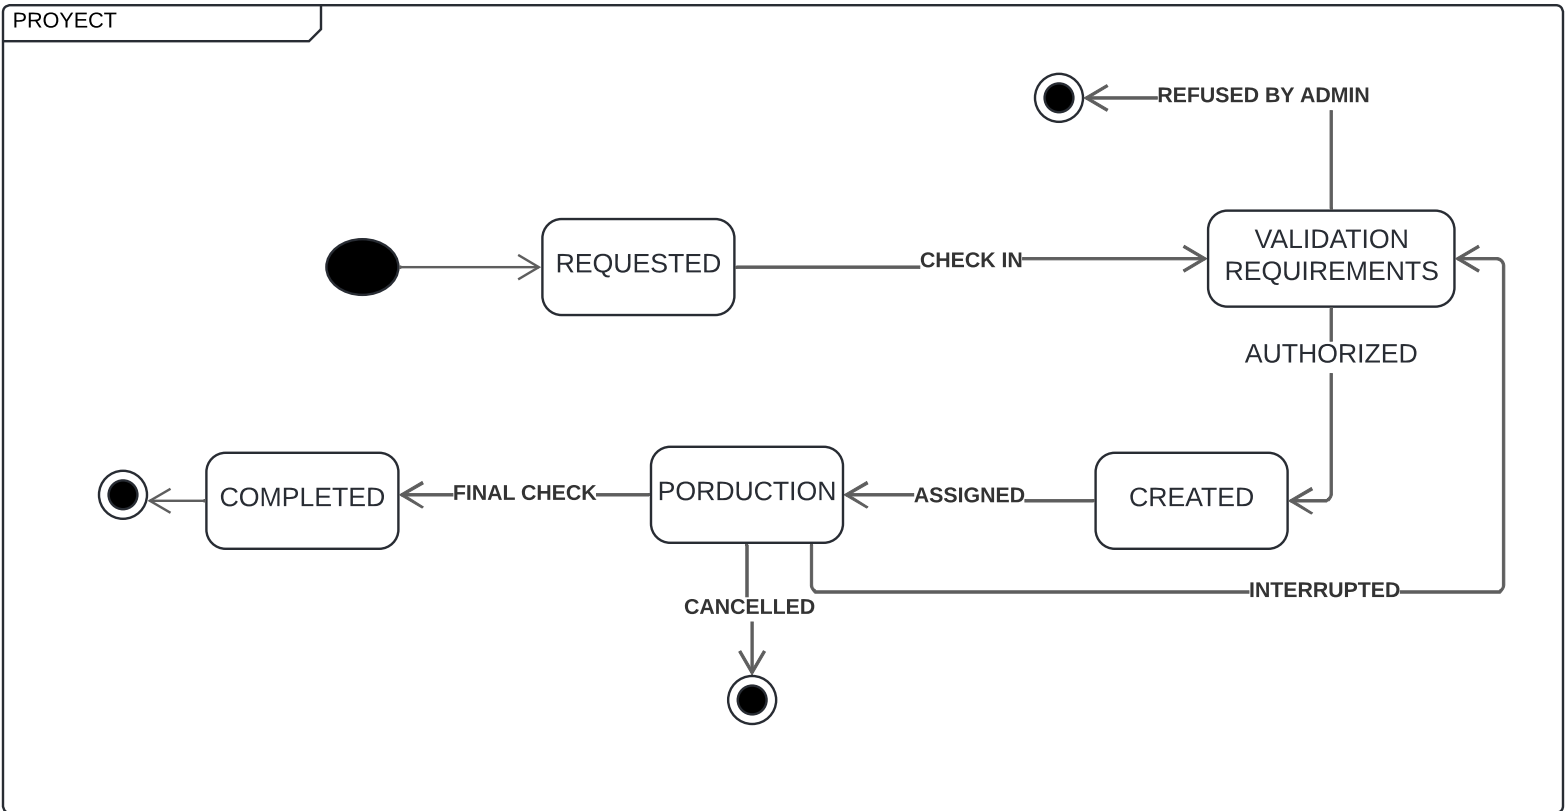 PROYECT
REFUSED BY ADMIN
REQUESTED
CHECK IN
VALIDATION
REQUIREMENTS
AUTHORIZED
COMPLETED
FINAL CHECK
PORDUCTION
ASSIGNED
CREATED
INTERRUPTED
CANCELLED